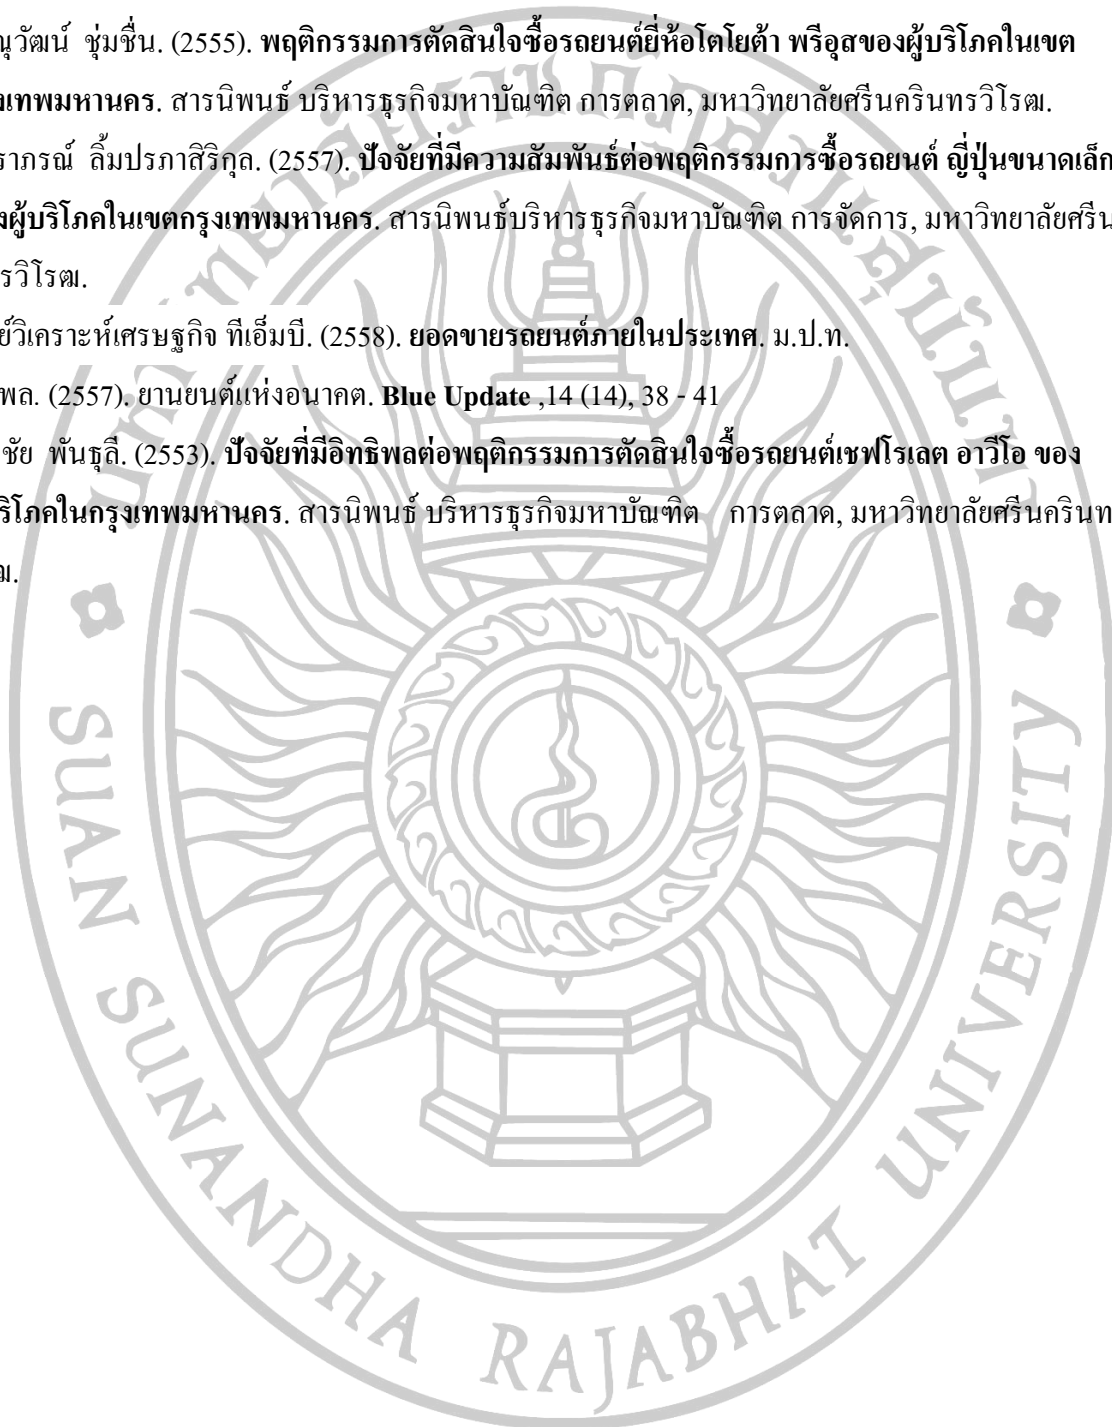 ณุวัฒน์ ชุ่มชื่น. (2555). พฤติกรรมการตัดสินใจซื้อรถยนต์ยี่ห้อโตโยต้า พรีอุสของผู้บริโภคในเขต
งเทพมหานคร. สารนิพนธ์ บริหารธุรกิจมหาบัณฑิต การตลาด, มหาวิทยาลัยศรีนครินทรวิโรฒ.
ราภรณ์ ลิ้มปรภาสิริกุล. (2557). ปัจจัยที่มีความสัมพันธ์ต่อพฤติกรรมการซื้อรถยนต์ ญี่ปุ่นขนาดเล็ก
งผู้บริโภคในเขตกรุงเทพมหานคร. สารนิพนธ์บริหารธุรกิจมหาบัณฑิต การจัดการ, มหาวิทยาลัยศรีน
รวิโรฒ.
ย์วิเคราะห์เศรษฐกิจ ทีเอ็มบี. (2558). ยอดขายรถยนต์ภายในประเทศ. ม.ป.ท.
พล. (2557). ยานยนต์แห่งอนาคต. Blue Update ,14 (14), 38 - 41
ชัย พันธุลี. (2553). ปัจจัยที่มีอิทธิพลต่อพฤติกรรมการตัดสินใจซื้อรถยนต์เชฟโรเลต อาวีโอ ของ
ริโภคในกรุงเทพมหานคร. สารนิพนธ์ บริหารธุรกิจมหาบัณฑิต การตลาด, มหาวิทยาลัยศรีนครินท
ฒ.
มหาวิทยาลัยราชภัฏสวนสุนันทา
SUAN SUNANDHA RAJABHAT UNIVERSITY